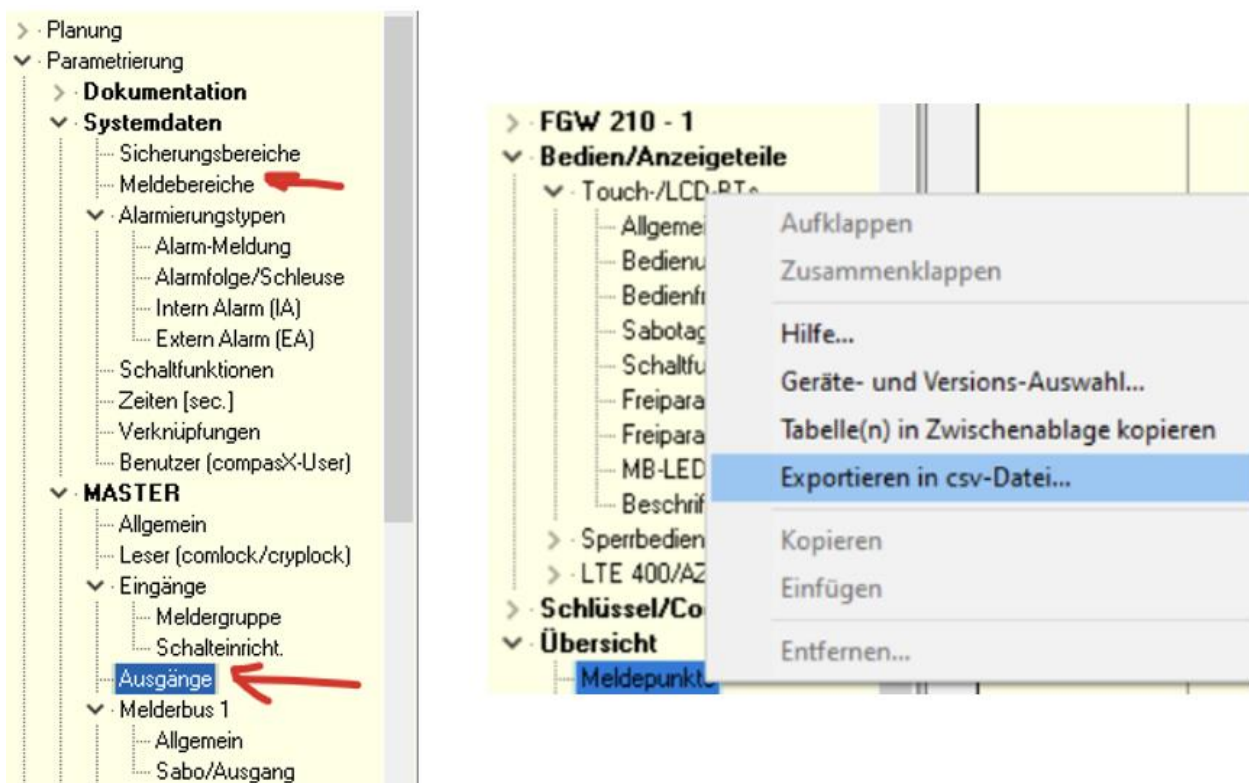 Planung
Parametrierung
Dokumentation
Systemdaten
Sicherungsbereiche
Meldebereiche
Alarmierungstypen
Alarm-Meldung
Alarmfolge/Schleuse
Intern Alarm (IA)
Extern Alarm (EA)
Schaltfunktionen
Zeiten [sec.]
Verknüpfungen
Benutzer (compasX-User)
MASTER
Allgemein
Leser (comlock/cryplock)
Eingänge
Meldergruppe
Schalteinricht.
Ausgänge
Melderbus 1
Allgemein
Sabo/Ausgang
FGW 210 - 1
Bedien/Anzeigeteile
Touch-/LCD-BTs
Allgemei
Bedienu
Bedienfr
Sabotag
Schaltfu
Freipara
Freipara
MB-LED
Beschrif
Sperrbedien
LTE 400/AZ
Schlüssel/Co
Übersicht
Meldepunkte
Aufklappen
Zusammenklappen
Hilfe...
Geräte- und Versions-Auswahl...
Tabelle(n) in Zwischenablage kopieren
Exportieren in csv-Datei...
Kopieren
Einfügen
Entfernen...